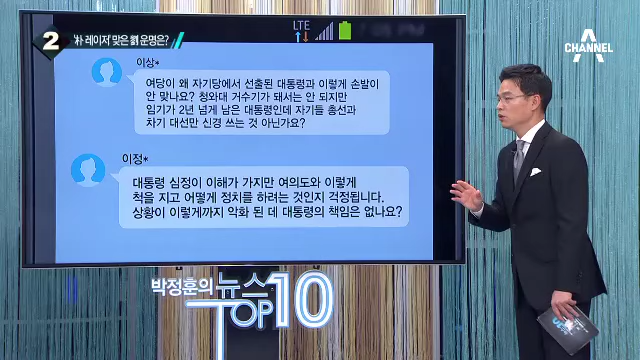 2
'朴 레이저' 맞은 劉 운명은?
LTE
CHANNEL A
이상*
여당이 왜 자기당에서 선출된 대통령과 이렇게 손발이
안 맞나요? 청와대 거수기가 돼서는 안 되지만
임기가 2년 넘게 남은 대통령인데 자기들 총선과
차기 대선만 신경 쓰는 것 아닌가요?
이정*
대통령 심정이 이해가 가지만 여의도와 이렇게
척을 지고 어떻게 정치를 하려는 것인지 걱정됩니다.
상황이 이렇게까지 악화 된 데 대통령의 책임은 없나요?
박정훈의 뉴스
TOP10